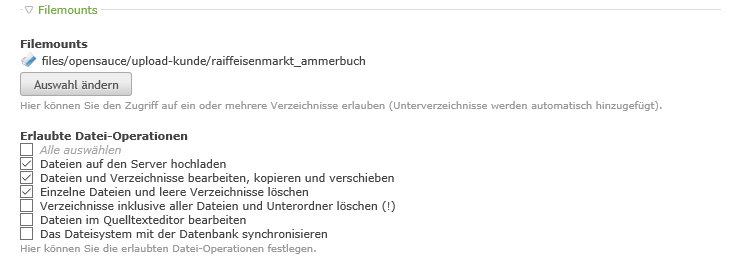 Filemounts
Filemounts
files/opensauce/upload-kunde/raiffeisenmarkt_ammerbuch
Auswahl ändern
Hier können Sie den Zugriff auf ein oder mehrere Verzeichnisse erlauben (Unterverzeichnisse werden automatisch hinzugefügt).
Erlaubte Datei-Operationen
Alle auswählen
Dateien auf den Server hochladen
Dateien und Verzeichnisse bearbeiten, kopieren und verschieben
Einzelne Dateien und leere Verzeichnisse löschen
Verzeichnisse inklusive aller Dateien und Unterordner löschen (!)
Dateien im Quelltexteditor bearbeiten
Das Dateisystem mit der Datenbank synchronisieren
Hier können Sie die erlaubten Datei-Operationen festlegen.